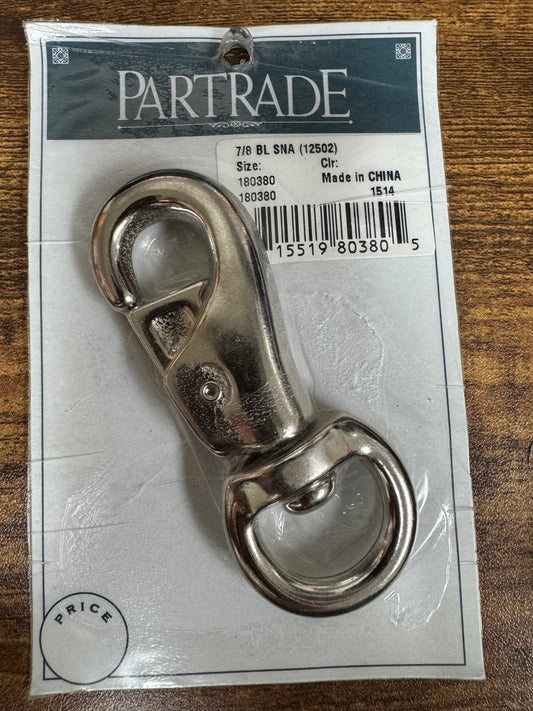 PARTRADE
7/8 BL SNA (12502)
Size: Clr:
180380 Made in CHINA
180380 1514
15519 80380 5
PRICE